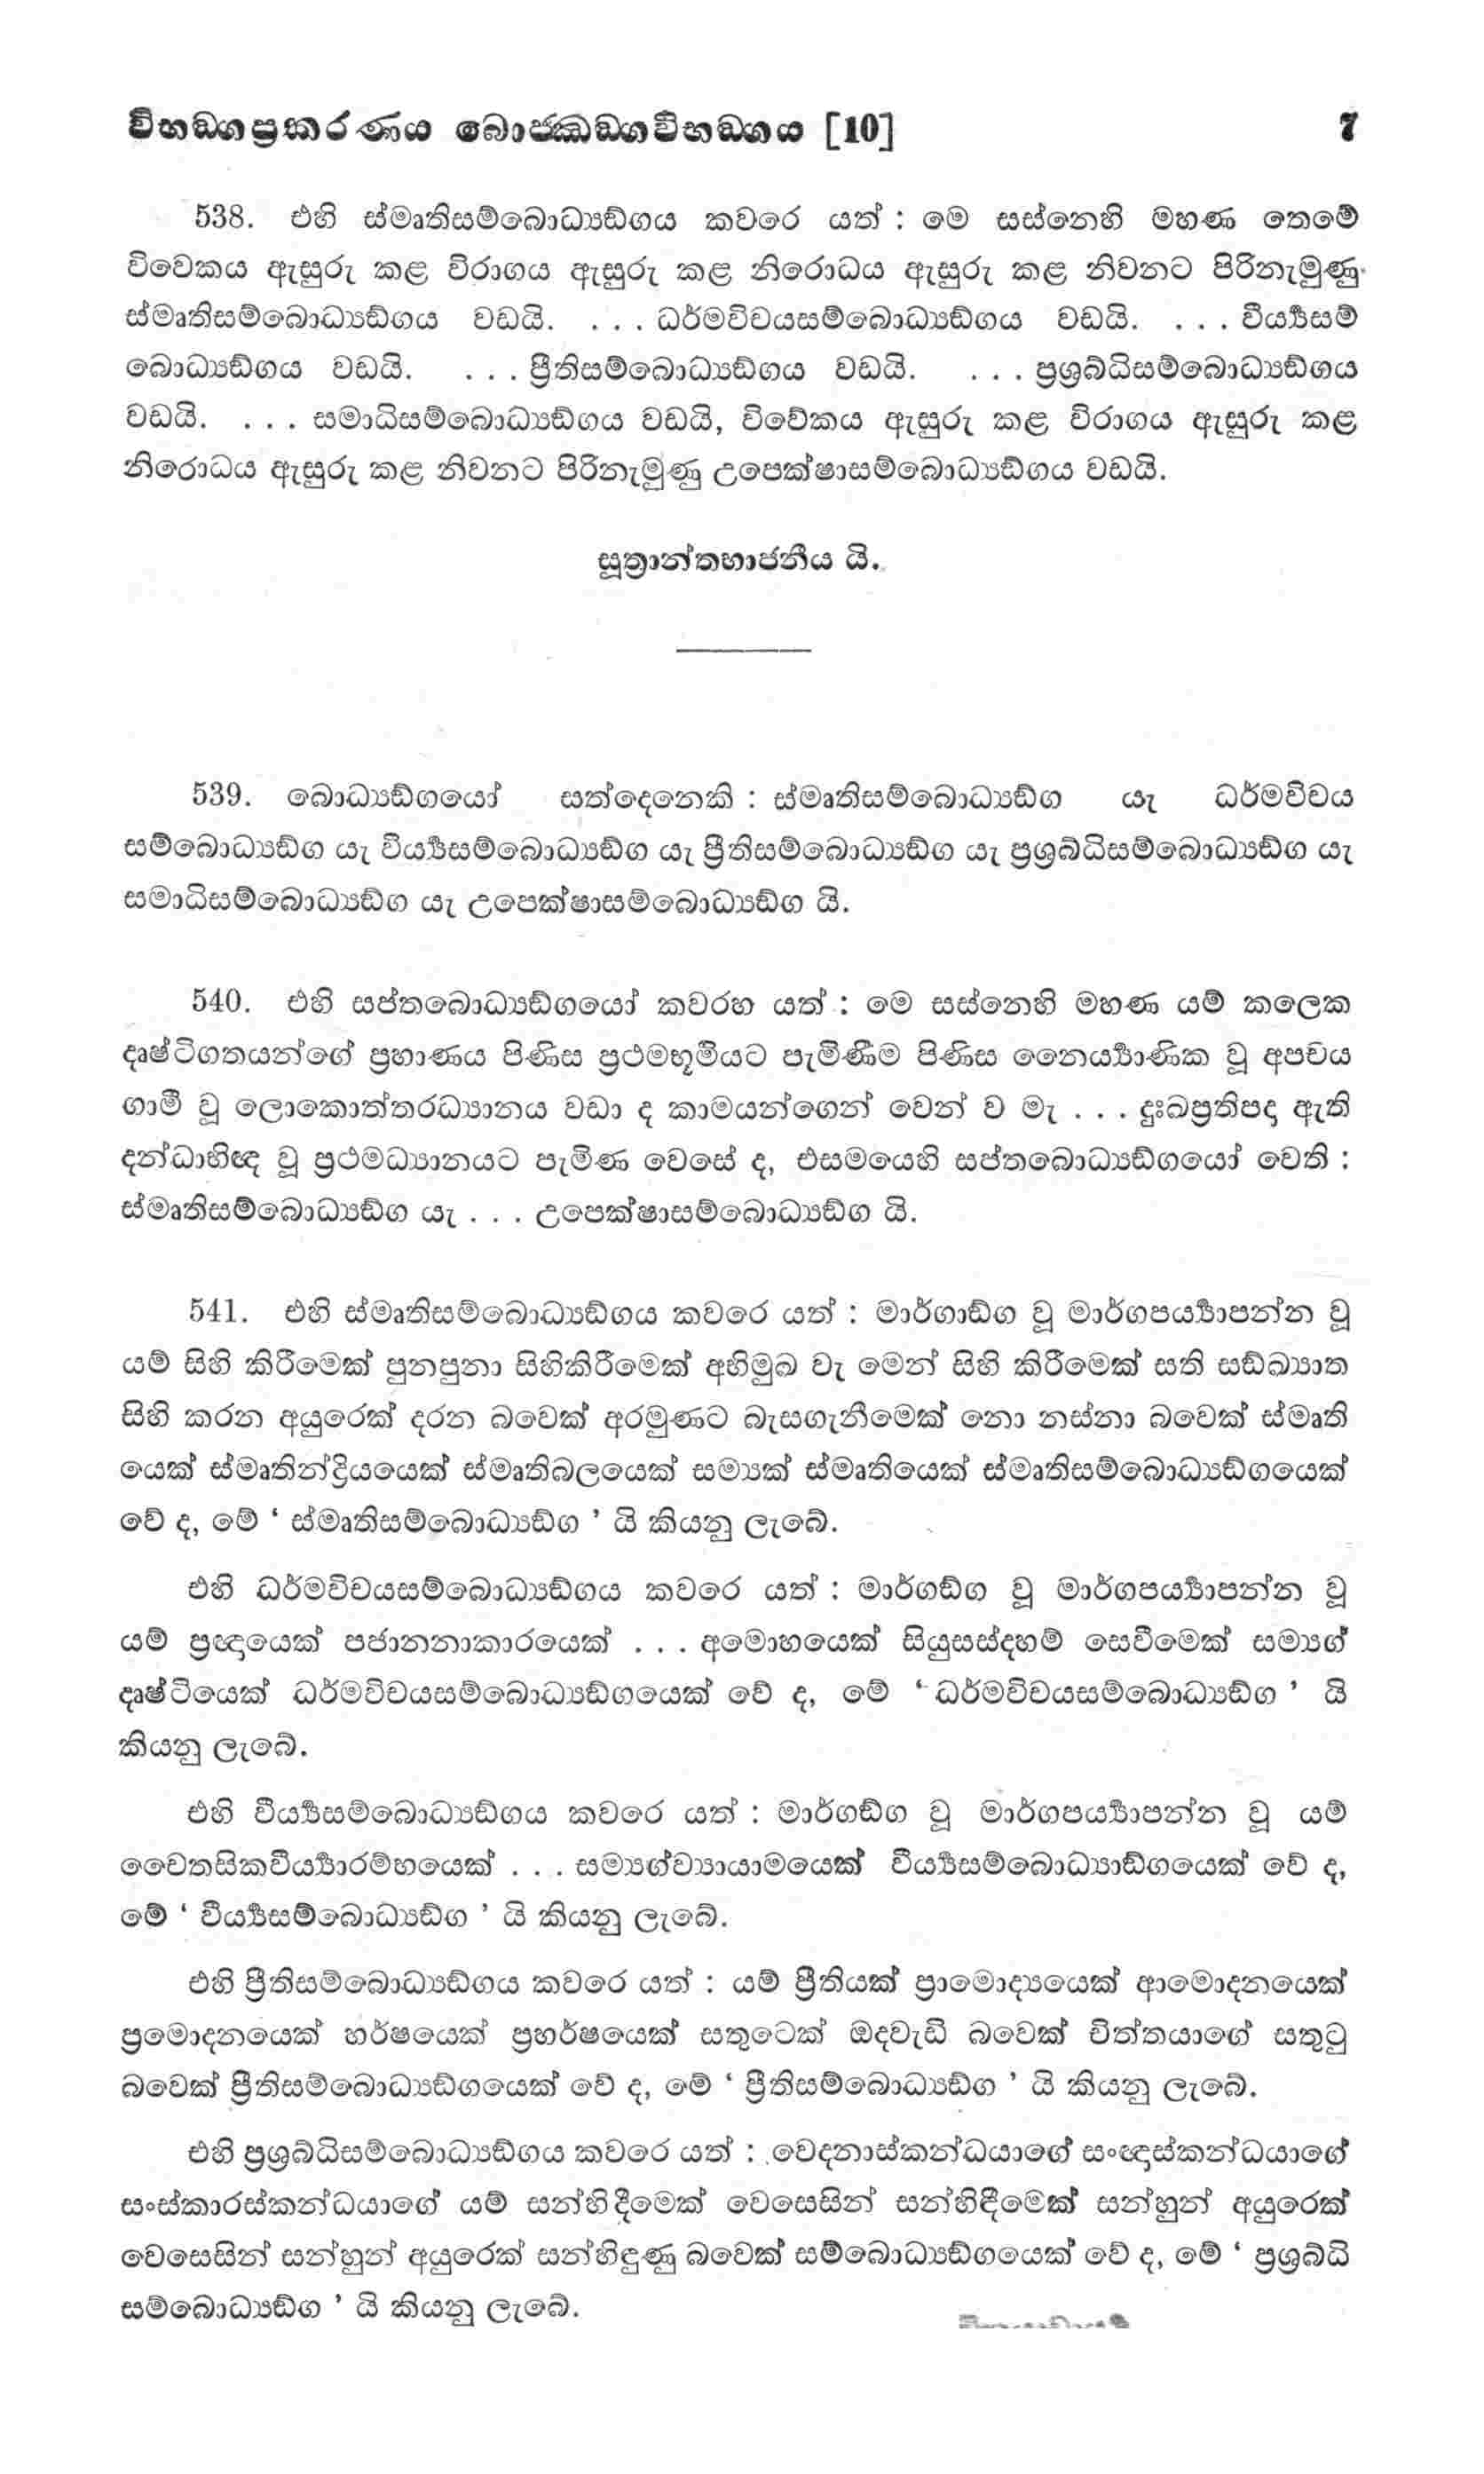 විභඞගප්‍රකරණය බොජඣඞගවිභඞගය [10] 7
538. එහි ස්මෘතිසම්බොධ්‍යඞ්ගය කවරෙ යත් : මෙ සස්නෙහි මහණ තෙමේ
විවෙකය ඇසුරු කළ විරාගය ඇසුරු කළ නිරොධය ඇසුරු කළ නිවනට පිරිනැමුණු
ස්මෘතිසම්බොධ්‍යඞ්ගය වඩයි. . . . ධර්මවිචයසම්බොධ්‍යඞ්ගය වඩයි. . . . වීර්‍ය්‍යසම්
බොධ්‍යඞ්ගය වඩයි. . . . ප්‍රීතිසම්බොධ්‍යඞ්ගය වඩයි. . . . ප්‍රශ්‍රබ්ධිසම්බොධ්‍යඞ්ගය
වඩයි. . . . සමාධිසම්බොධ්‍යඞ්ගය වඩයි, විවේකය ඇසුරු කළ විරාගය ඇසුරු කළ
නිරොධය ඇසුරු කළ නිවනට පිරිනැමුණු උපෙක්ෂාසම්බොධ්‍යඞ්ගය වඩයි.
සූත්‍රාන්තභාජනීය යි.
539. බොධ්‍යඞ්ගයෝ සත්දෙනෙකි : ස්මෘතිසම්බොධ්‍යඞ්ග යැ ධර්මවිචය
සම්බොධ්‍යඞ්ග යැ වීර්‍ය්‍යසම්බොධ්‍යඞ්ග යැ ප්‍රීතිසම්බොධ්‍යඞ්ග යැ ප්‍රශ්‍රබ්ධිසම්බොධ්‍යඞ්ග යැ
සමාධිසම්බොධ්‍යඞ්ග යැ උපෙක්ෂාසම්බොධ්‍යඞ්ග යි.
540. එහි සප්තබොධ්‍යඞ්ගයෝ කවරහ යත් : මෙ සස්නෙහි මහණ යම් කලෙක
දෘෂ්ටිගතයන්ගේ ප්‍රහාණය පිණිස ප්‍රථමභූමියට පැමිණීම පිණිස නෛර්‍ය්‍යාණික වූ අපචය
ගාමී වූ ලොකොත්තරධ්‍යානය වඩා ද කාමයන්ගෙන් වෙන් ව මැ . . . දුඃඛප්‍රතිපදා ඇති
දන්ධාභිඥ වූ ප්‍රථමධ්‍යානයට පැමිණ වෙසේ ද, එසමයෙහි සප්තබොධ්‍යඞ්ගයෝ වෙති :
ස්මෘතිසම්බොධ්‍යඞ්ග යැ . . . උපෙක්ෂාසම්බොධ්‍යඞ්ග යි.
541. එහි ස්මෘතිසම්බොධ්‍යඞ්ගය කවරෙ යත් : මාර්ගාඞ්ග වූ මාර්ගපර්‍ය්‍යාපන්න වූ
යම් සිහි කිරීමෙක් පුනපුනා සිහිකිරීමෙක් අභිමුඛ වැ මෙන් සිහි කිරීමෙක් සති සඞ්ඛ්‍යාත
සිහි කරන අයුරෙක් දරන බවෙක් අරමුණට බැසගැනීමෙක් නො නස්නා බවෙක් ස්මෘති
යෙක් ස්මෘතින්ද්‍රියයෙක් ස්මෘතිබලයෙක් සම්‍යක් ස්මෘතියෙක් ස්මෘතිසම්බොධ්‍යඞ්ගයෙක්
වේ ද, මේ ‘ ස්මෘතිසම්බොධ්‍යඞ්ග ’ යි කියනු ලැබේ.
එහි ධර්මවිචයසම්බොධ්‍යඞ්ගය කවරෙ යත් : මාර්ගඞ්ග වූ මාර්ගපර්‍ය්‍යාපන්න වූ
යම් ප්‍රඥායෙක් පජානනාකාරයෙක් . . . අමොහයෙක් සියුසස්දහම් සෙවීමෙක් සම්‍යග්
දෘෂ්ටියෙක් ධර්මවිචයසම්බොධ්‍යඞ්ගයෙක් වේ ද, මේ ‘ ධර්මවිචයසම්බොධ්‍යඞ්ග ’ යි
කියනු ලැබේ.
එහි වීර්‍ය්‍යසම්බොධ්‍යඞ්ගය කවරෙ යත් : මාර්ගඞ්ග වූ මාර්ගපර්‍ය්‍යාපන්න වූ යම්
චෛතසිකවීර්‍ය්‍යාරම්භයෙක් . . . සම්‍යග්ව්‍යායාමයෙක් වීර්‍ය්‍යසම්බොධ්‍යාඞ්ගයෙක් වේ ද,
මේ ‘ වීර්‍ය්‍යසම්බොධ්‍යඞ්ග ’ යි කියනු ලැබේ.
එහි ප්‍රීතිසම්බොධ්‍යඞ්ගය කවරෙ යත් : යම් ප්‍රීතියක් ප්‍රාමොද්‍යයෙක් ආමොදනයෙක්
ප්‍රමොදනයෙක් හර්ෂයෙක් ප්‍රහර්ෂයෙක් සතුටෙක් ඔදවැඩි බවෙක් චිත්තයාගේ සතුටු
බවෙක් ප්‍රීතිසම්බොධ්‍යඞ්ගයෙක් වේ ද, මේ ‘ ප්‍රීතිසම්බොධ්‍යඞ්ග ’ යි කියනු ලැබේ.
එහි ප්‍රශ්‍රබ්ධිසම්බොධ්‍යඞ්ගය කවරෙ යත් : වෙදනාස්කන්ධයාගේ සංඥාස්කන්ධයාගේ
සංස්කාරස්කන්ධයාගේ යම් සන්හිදීමෙක් වෙසෙසින් සන්හිඳීමෙක් සන්හුන් අයුරෙක්
වෙසෙසින් සන්හුන් අයුරෙක් සන්හිඳුණු බවෙක් සම්බොධ්‍යඞ්ගයෙක් වේ ද, මේ ‘ ප්‍රශ්‍රබ්ධි
සම්බොධ්‍යඞ්ග ’ යි කියනු ලැබේ.